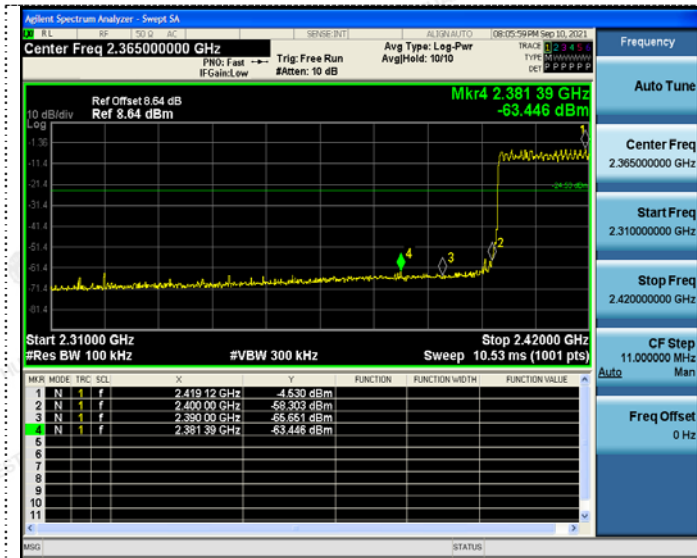 Agilent Spectrum Analyzer - Swept SA
RL RF 50 Ω AC SENSE:INT ALIGN AUTO 08:05:59 PM Sep 10, 2021
Center Freq 2.365000000 GHz
PNO: Fast Trig: Free Run Avg Type: Log-Pwr TRACE 1 2 3 4 5 6
IFGain:Low #Atten: 10 dB Avg|Hold: 10/10 TYPE MWWWWW
DET P P P P P P
Mkr4 2.381 39 GHz
-63.446 dBm
Ref Offset 8.64 dB
10 dB/div Ref 8.64 dBm
Log
-1.36
-11.4
-21.4
-31.4
-41.4
-51.4
-61.4
-71.4
-81.4
-24.53 dBm
1
2
3
4
Start 2.31000 GHz Stop 2.42000 GHz
#Res BW 100 kHz #VBW 300 kHz Sweep 10.53 ms (1001 pts)
MKR MODE TRC SCL X Y FUNCTION FUNCTION WIDTH FUNCTION VALUE
1 N 1 f 2.419 12 GHz -4.530 dBm
2 N 1 f 2.400 00 GHz -58.303 dBm
3 N 1 f 2.390 00 GHz -65.651 dBm
4 N 1 f 2.381 39 GHz -63.446 dBm
5
6
7
8
9
10
11
MSG STATUS
Frequency
Auto Tune
Center Freq
2.365000000 GHz
Start Freq
2.310000000 GHz
Stop Freq
2.420000000 GHz
CF Step
11.000000 MHz
Auto Man
Freq Offset
0 Hz